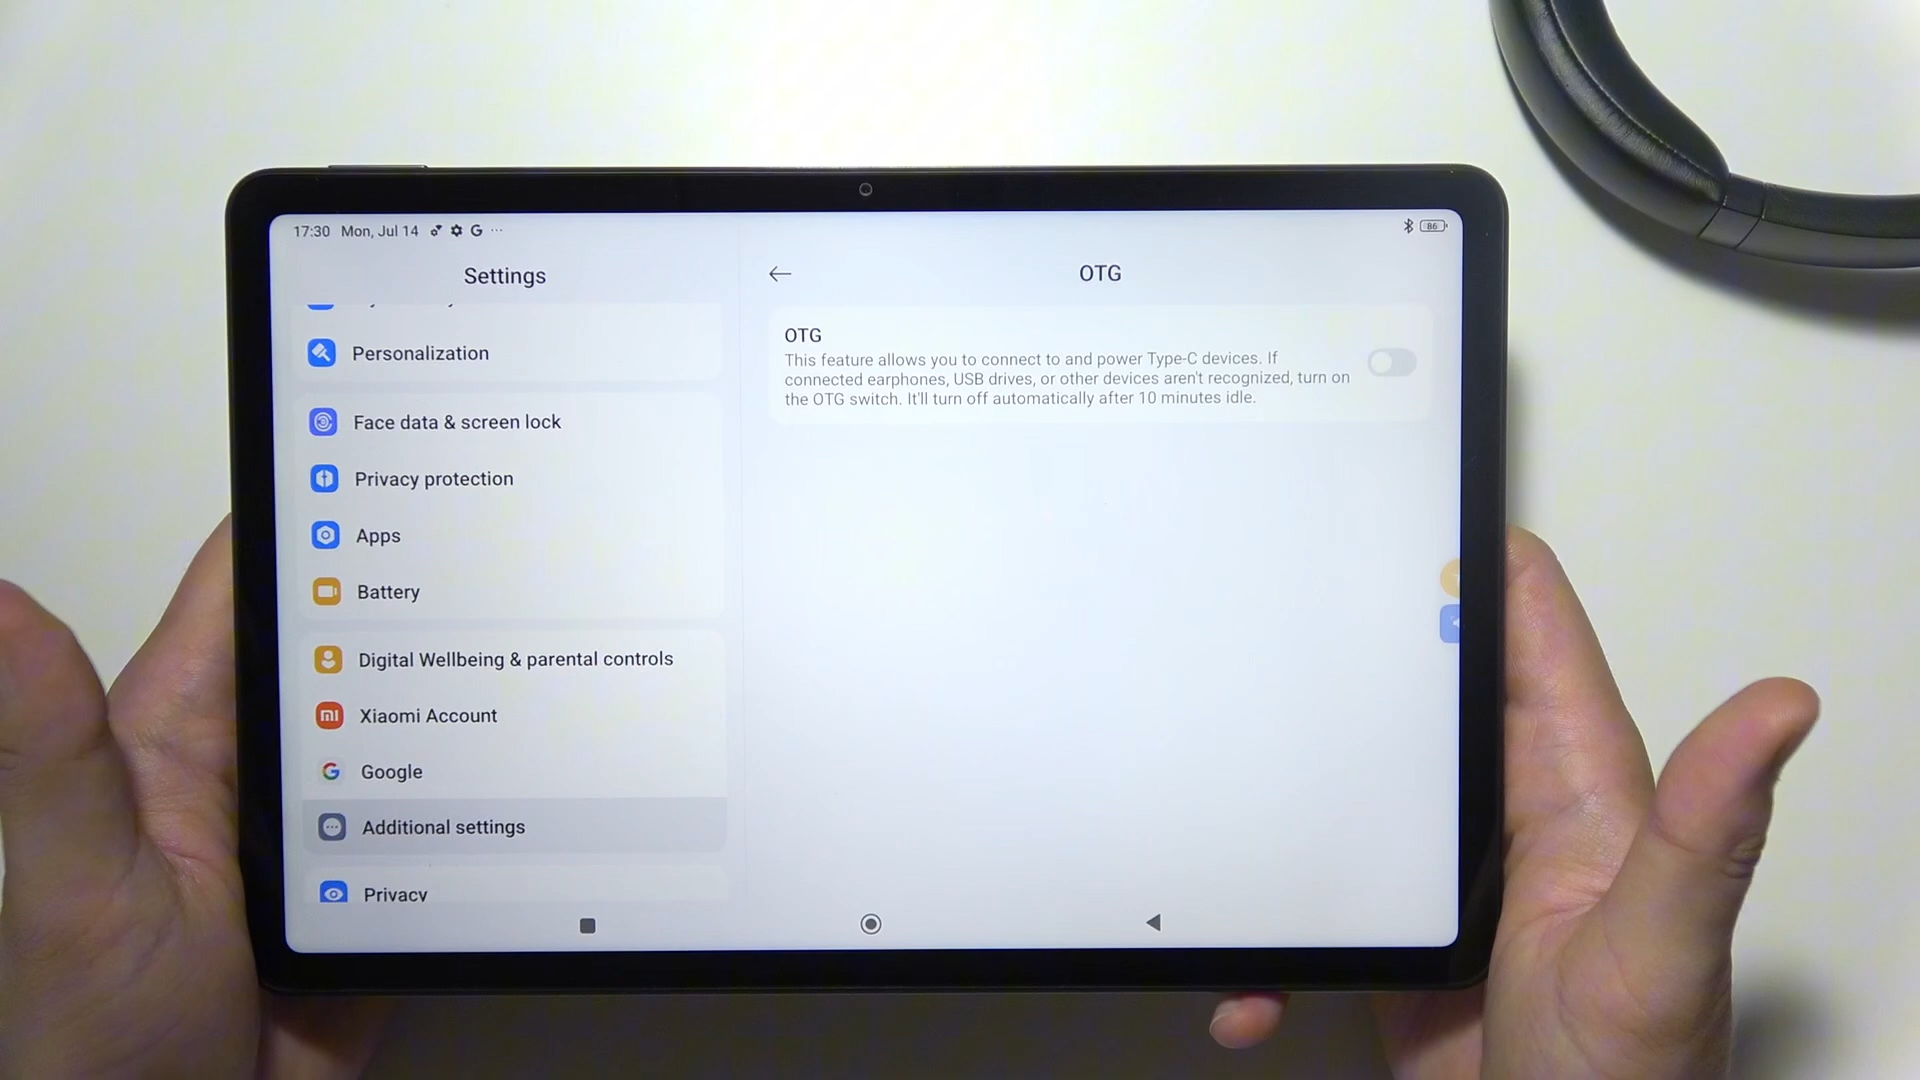 17:30 Mon, Jul 14 G ...
86
Settings
OTG
Personalization
Face data & screen lock
Privacy protection
Apps
Battery
Digital Wellbeing & parental controls
mi Xiaomi Account
G Google
Additional settings
Privacy
OTG
This feature allows you to connect to and power Type-C devices. If
connected earphones, USB drives, or other devices aren't recognized, turn on
the OTG switch. It'll turn off automatically after 10 minutes idle.